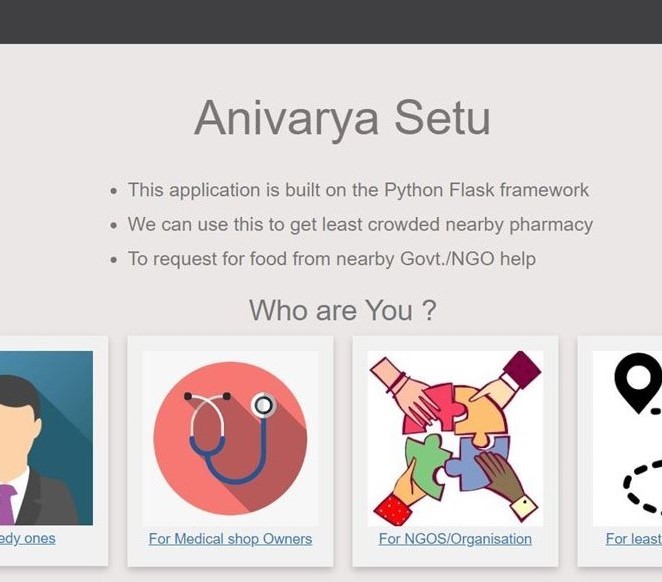 Anivarya Setu
This application is built on the Python Flask framework
We can use this to get least crowded nearby pharmacy
To request for food from nearby Govt./NGO help
Who are You ?
edy ones
For Medical shop Owners
For NGOS/Organisation
For least